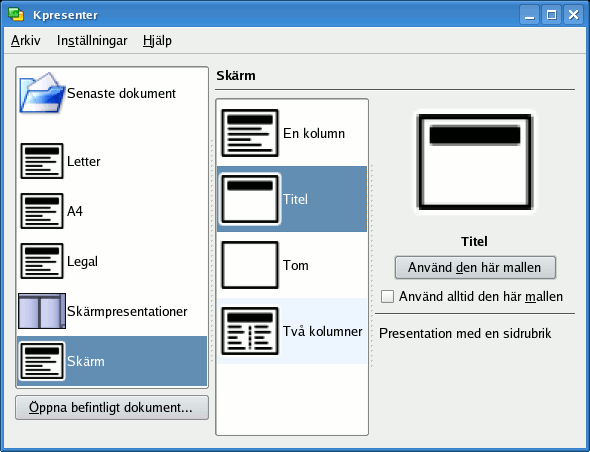 Kpresenter
Arkiv Inställningar Hjälp
Senaste dokument
Letter
A4
Legal
Skärmpresentationer
Skärm
Öppna befintligt dokument...
Skärm
En kolumn
Titel
Tom
Två kolumner
Titel
Använd den här mallen
Använd alltid den här mallen
Presentation med en sidrubrik